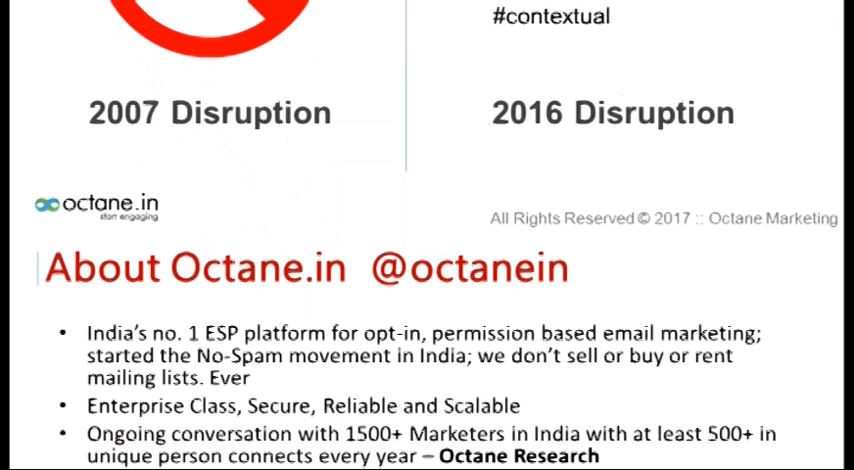 #contextual
2007 Disruption
2016 Disruption
octane.in
start engaging
All Rights Reserved © 2017 :: Octane Marketing
About Octane.in @octanein
• India's no. 1 ESP platform for opt-in, permission based email marketing;
started the No-Spam movement in India; we don't sell or buy or rent
mailing lists. Ever
• Enterprise Class, Secure, Reliable and Scalable
• Ongoing conversation with 1500+ Marketers in India with at least 500+ in
unique person connects every year – Octane Research